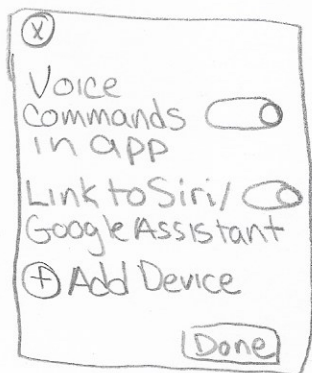 X
Voice
commands
in app
Link to Siri/
Google Assistant
+ Add Device
Done